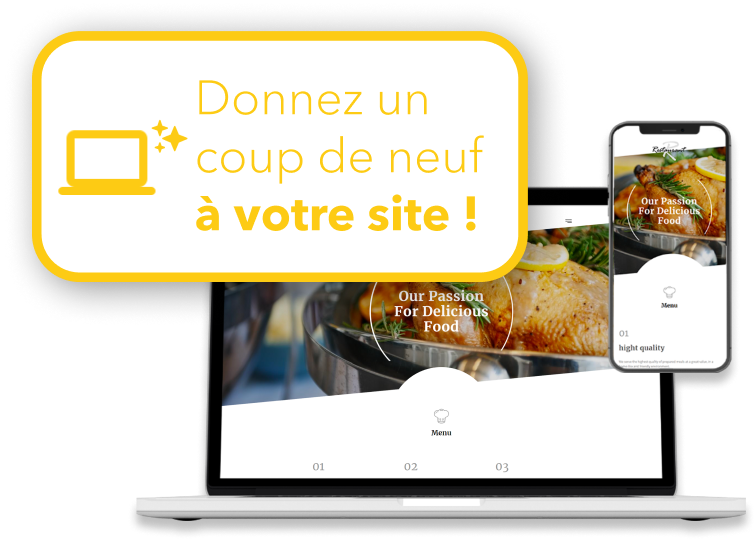 Donnez un
coup de neuf
à votre site !
Restaurant
Our Passion
For Delicious
Food
Menu
01
hight quality
Our Passion
For Delicious
Food
Menu
01 02 03